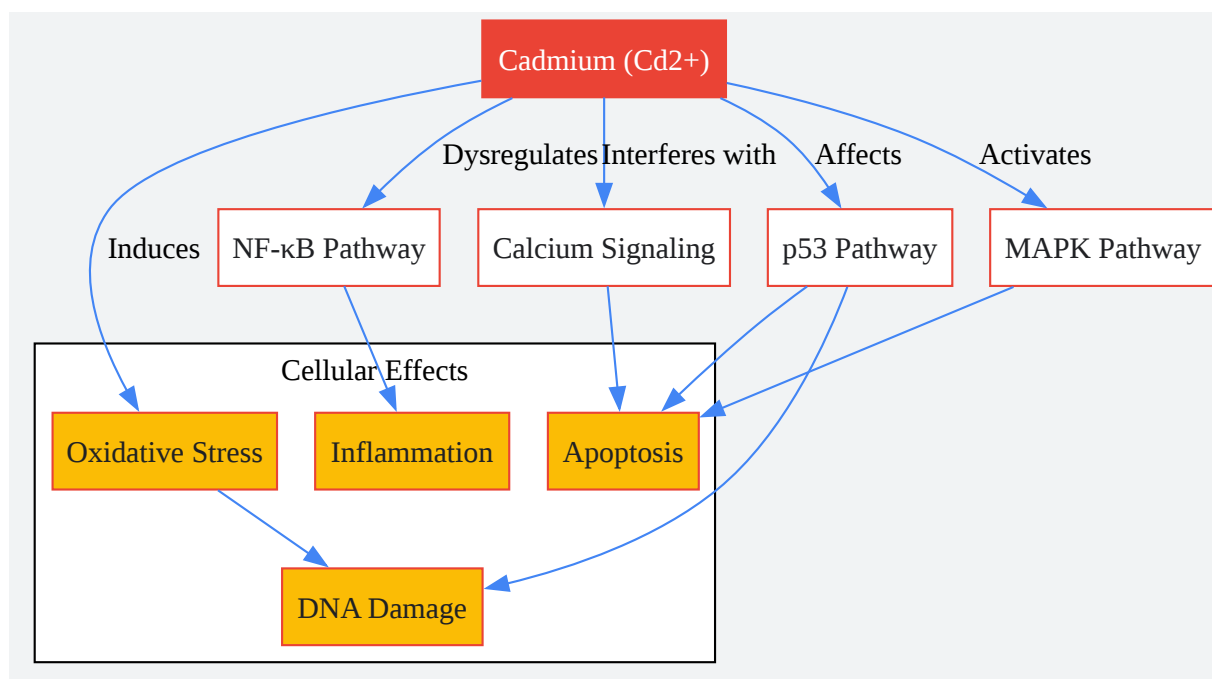 Cadmium (Cd2+)
Dysregulates
Interferes with
Affects
Activates
Induces
NF-κB Pathway
Calcium Signaling
p53 Pathway
MAPK Pathway
Cellular Effects
Oxidative Stress
Inflammation
Apoptosis
DNA Damage